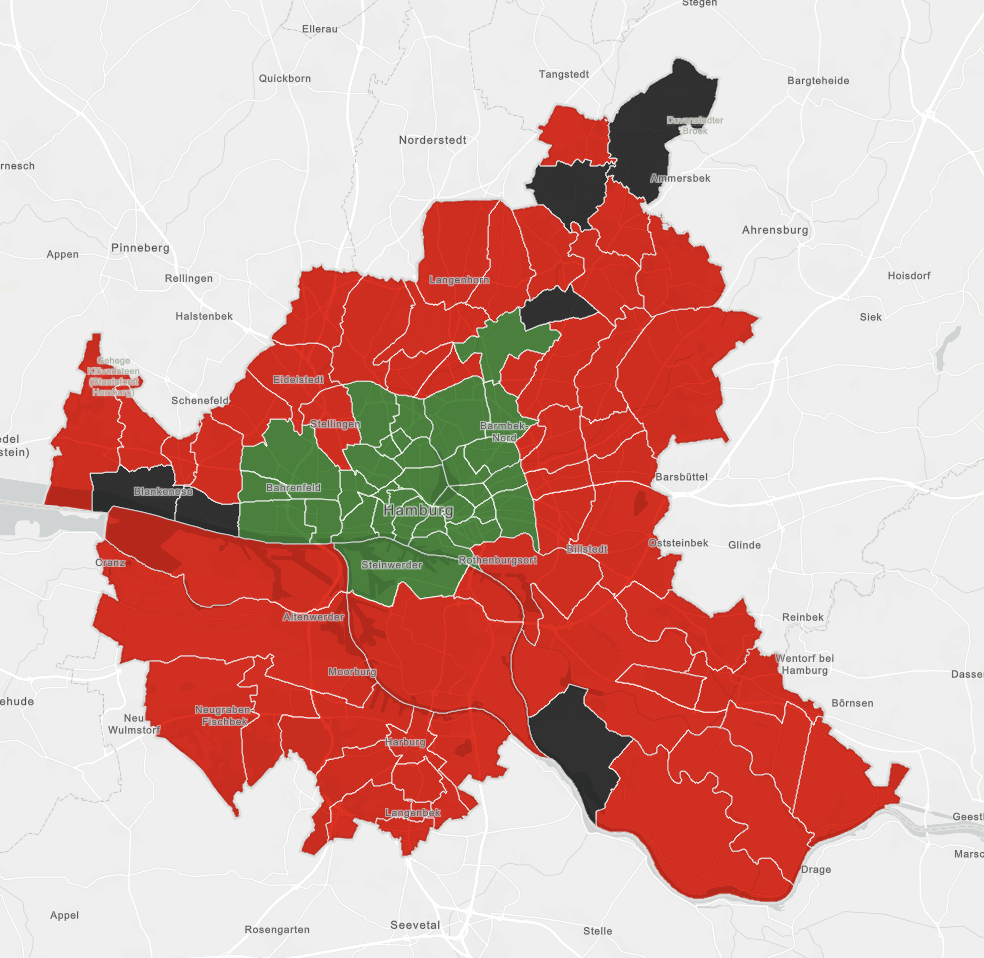 Stegen
Ellerau
Tangstedt
Quickborn
Bargteheide
Duvenstedter
Brook
Norderstedt
rnesch
Ammersbek
Ahrensburg
Pinneberg
Appen
Hoisdorf
Rellingen
Langenhorn
Halstenbek
Siek
Gehege
Klövensteen
(Staatsforst
Hamburg)
Eidelstedt
Schenefeld
Stellingen
Barmbek-
Nord
edel
stein)
Barsbüttel
Bahrenfeld
Blankenese
Hamburg
Oststeinbek
Glinde
Billstedt
Rothenburgsort
Steinwerder
Cranz
Altenwerder
Reinbek
Wentorf bei
Hamburg
Moorburg
Dasse
ehude
Börnsen
Neugraben-
Fischbek
Neu
Wulmstorf
Harburg
Langenbek
Geesth
Marsc
Drage
Appel
Seevetal
Rosengarten
Stelle